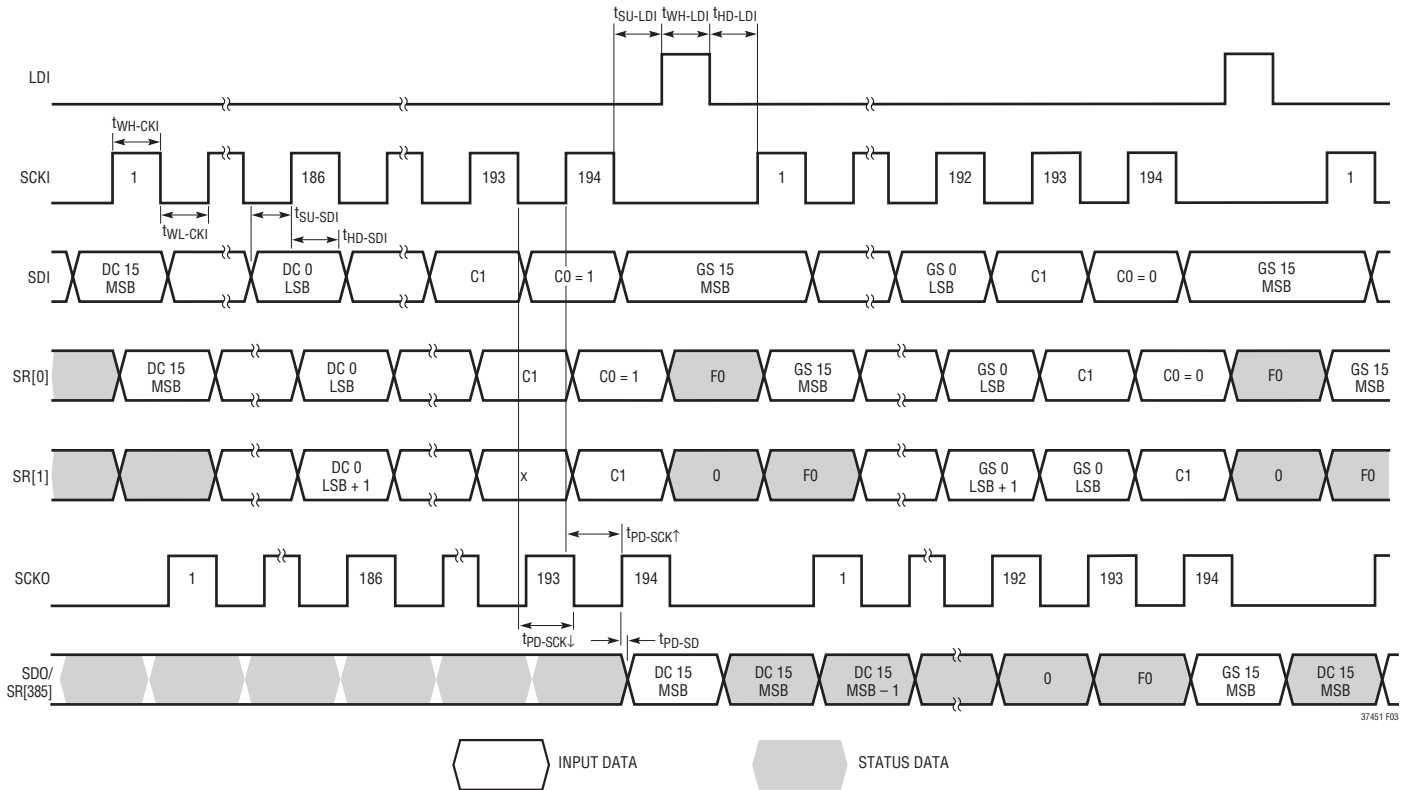 tSU-LDI tWH-LDI tHD-LDI
LDI
tWH-CKI
SCKI 1 186 193 194 1 192 193 194 1
tWL-CKI tSU-SDI tHD-SDI
SDI DC 15 MSB DC 0 LSB C1 C0 = 1 GS 15 MSB GS 0 LSB C1 C0 = 0 GS 15 MSB
SR[0] DC 15 MSB DC 0 LSB C1 C0 = 1 F0 GS 15 MSB GS 0 LSB C1 C0 = 0 F0 GS 15 MSB
SR[1] DC 0 LSB + 1 x C1 0 F0 GS 0 LSB + 1 GS 0 LSB C1 0 F0
tPD-SCK↑
SCKO 1 186 193 194 1 192 193 194
tPD-SCK↓ tPD-SD
SDO/ SR[385] DC 15 MSB DC 15 MSB DC 15 MSB – 1 0 F0 GS 15 MSB DC 15 MSB
37451 F03
INPUT DATA STATUS DATA